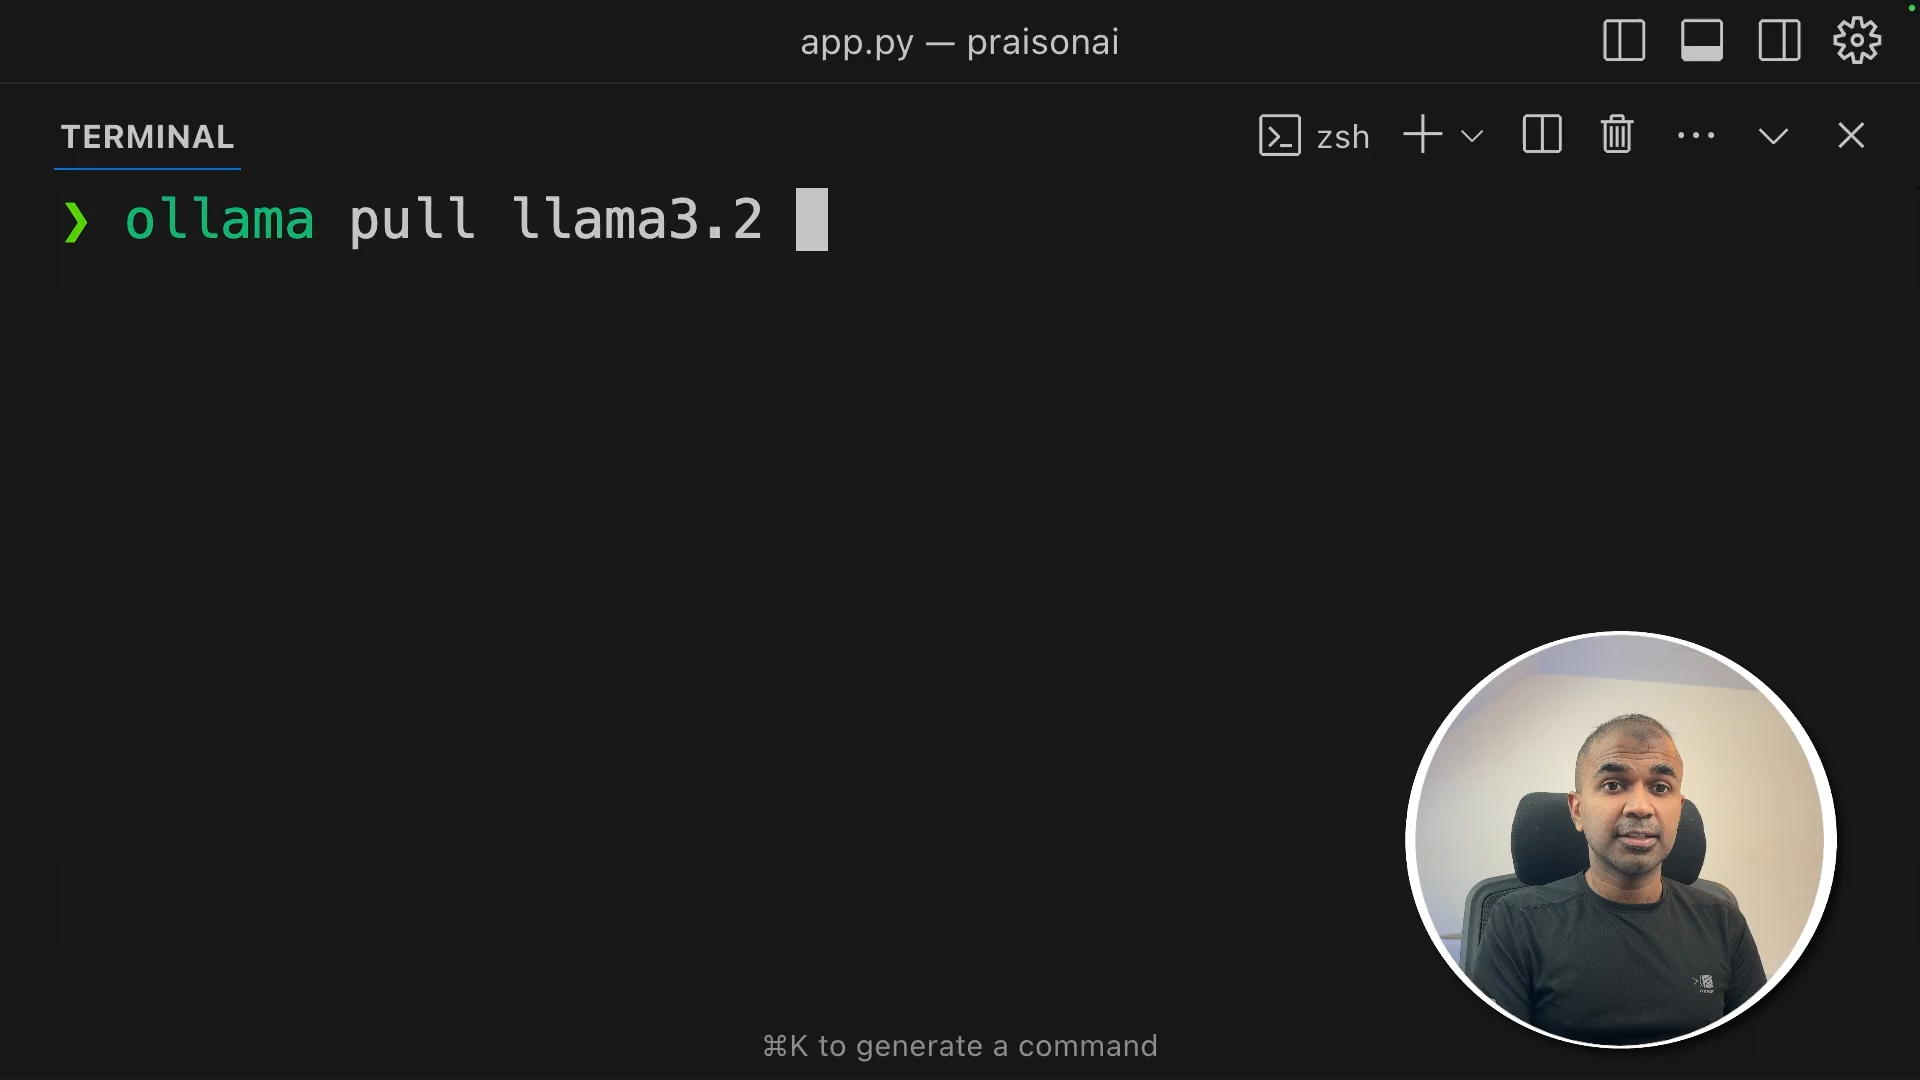 app.py — praisonai
TERMINAL
zsh
❯ ollama pull llama3.2
⌘K to generate a command